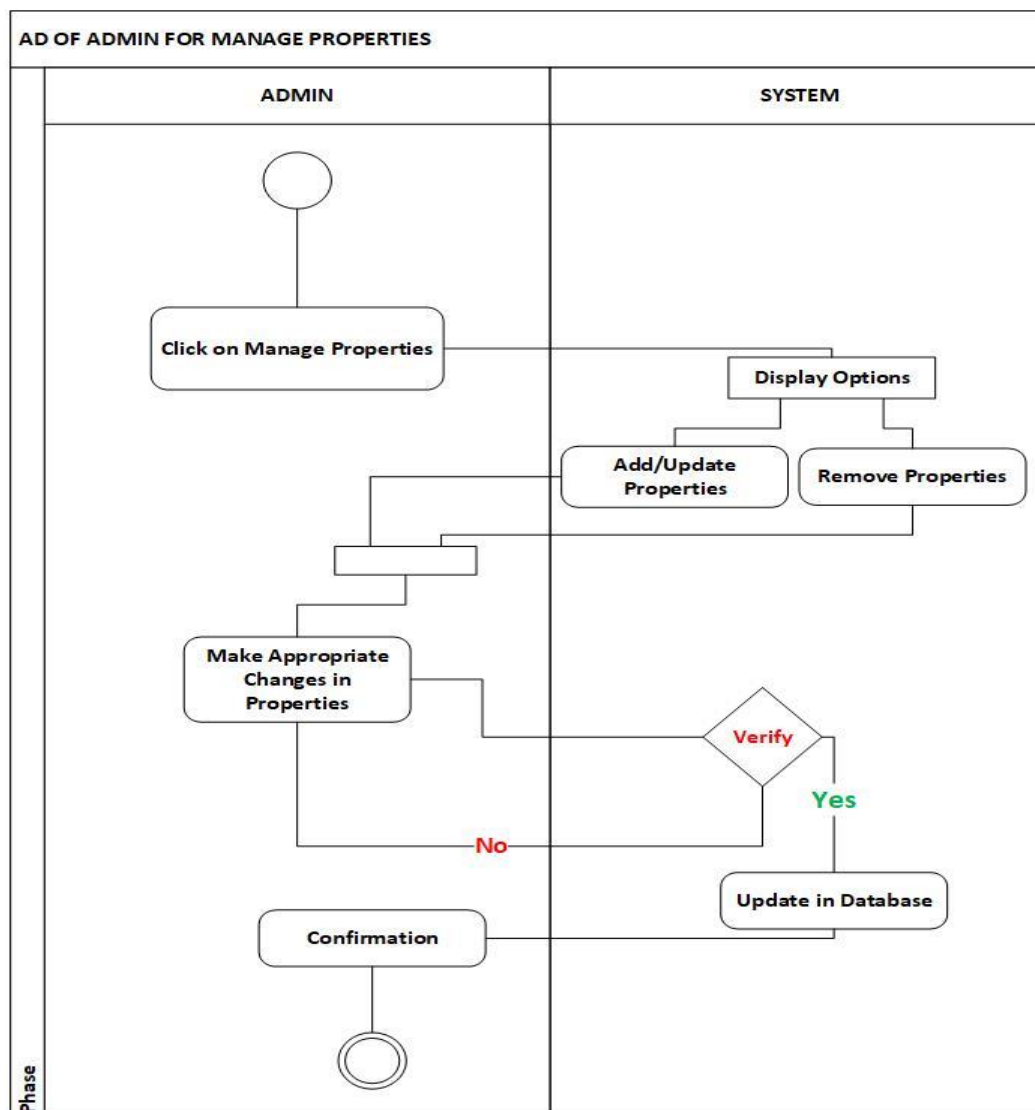 AD OF ADMIN FOR MANAGE PROPERTIES
ADMIN
SYSTEM
Click on Manage Properties
Display Options
Add/Update
Properties
Remove Properties
Make Appropriate
Changes in
Properties
Verify
Yes
No
Update in Database
Confirmation
Phase